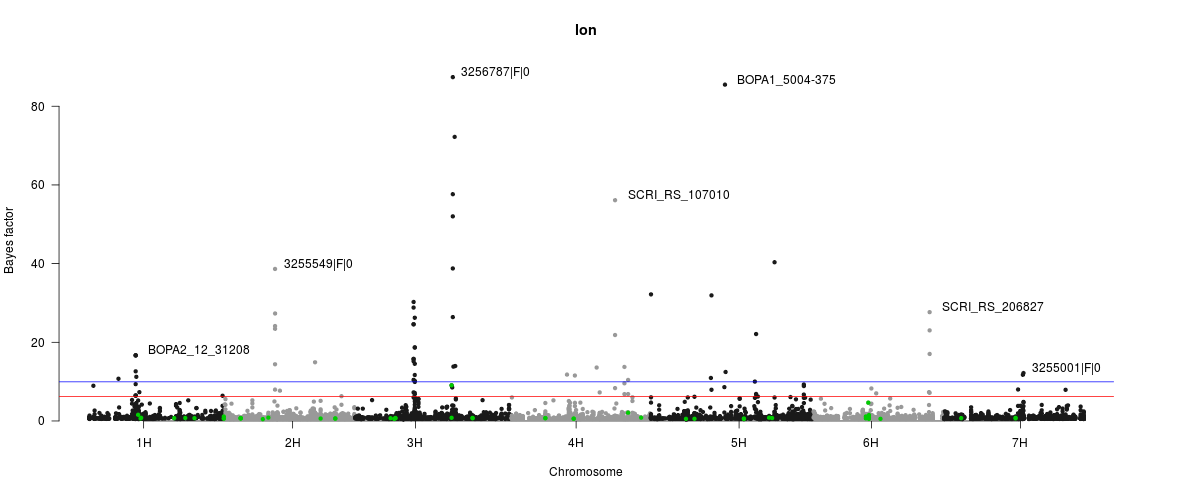 lon
3256787|F|0
BOPA1_5004-375
80
60
SCRI_RS_107010
Bayes factor
40
3255549|F|0
SCRI_RS_206827
20
BOPA2_12_31208
3255001|F|0
0
1H 2H 3H 4H 5H 6H 7H
Chromosome